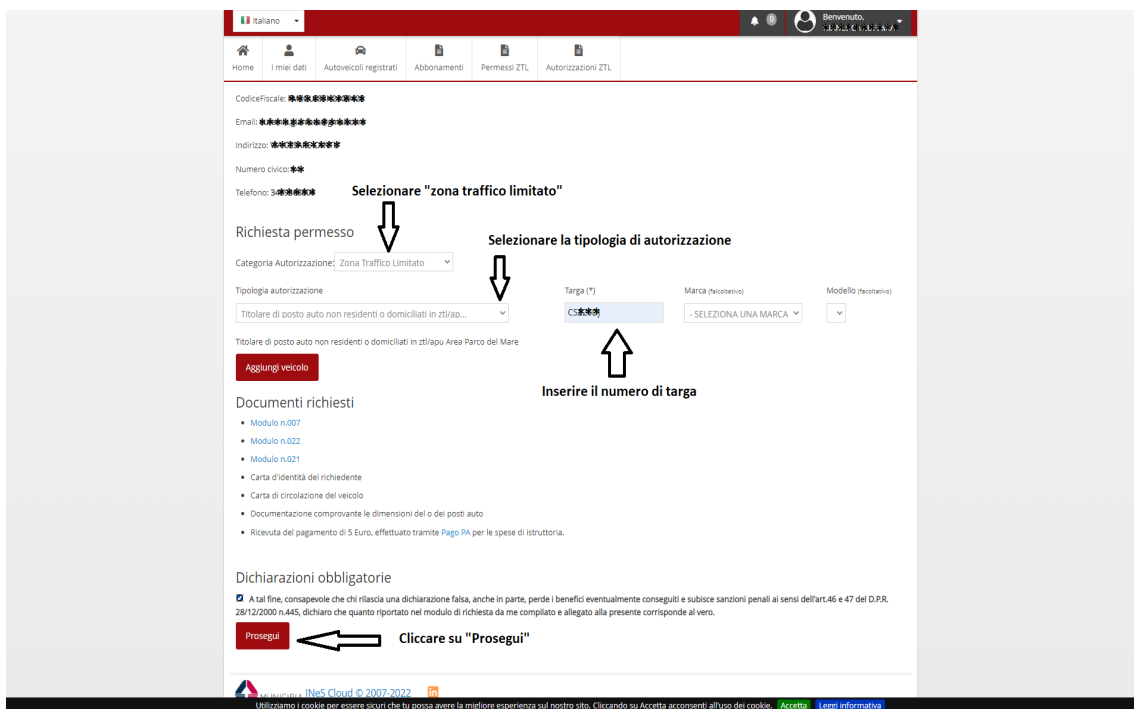 Italiano
0
Benvenuto,
Home
I miei dati
Autoveicoli registrati
Abbonamenti
Permessi ZTL
Autorizzazioni ZTL
CodiceFiscale:
Email:
Indirizzo:
Numero civico:
Telefono: 34
Selezionare "zona traffico limitato"
Richiesta permesso
Selezionare la tipologia di autorizzazione
Categoria Autorizzazione: Zona Traffico Limitato
Tipologia autorizzazione
Targa (*)
Marca (falcoltativo)
Modello (facoltativo)
Titolare di posto auto non residenti o domiciliati in ztl/ap...
- SELEZIONA UNA MARCA
Titolare di posto auto non residenti o domiciliati in ztl/apu Area Parco del Mare
Aggiungi veicolo
Inserire il numero di targa
Documenti richiesti
Modulo n.007
Modulo n.022
Modulo n.021
Carta d'identità del richiedente
Carta di circolazione del veicolo
Documentazione comprovante le dimensioni del o dei posti auto
Ricevuta del pagamento di 5 Euro, effettuato tramite Pago PA per le spese di istruttoria.
Dichiarazioni obbligatorie
A tal fine, consapevole che chi rilascia una dichiarazione falsa, anche in parte, perde i benefici eventualmente conseguiti e subisce sanzioni penali ai sensi dell'art.46 e 47 del D.P.R.
28/12/2000 n.445, dichiaro che quanto riportato nel modulo di richiesta da me compilato e allegato alla presente corrisponde al vero.
Prosegui
Cliccare su "Prosegui"
MUNICIPIA INeS Cloud © 2007-2022
in
Utilizziamo i cookie per essere sicuri che tu possa avere la migliore esperienza sul nostro sito. Cliccando su Accetta acconsenti all'uso dei cookie. Accetta Leggi informativa